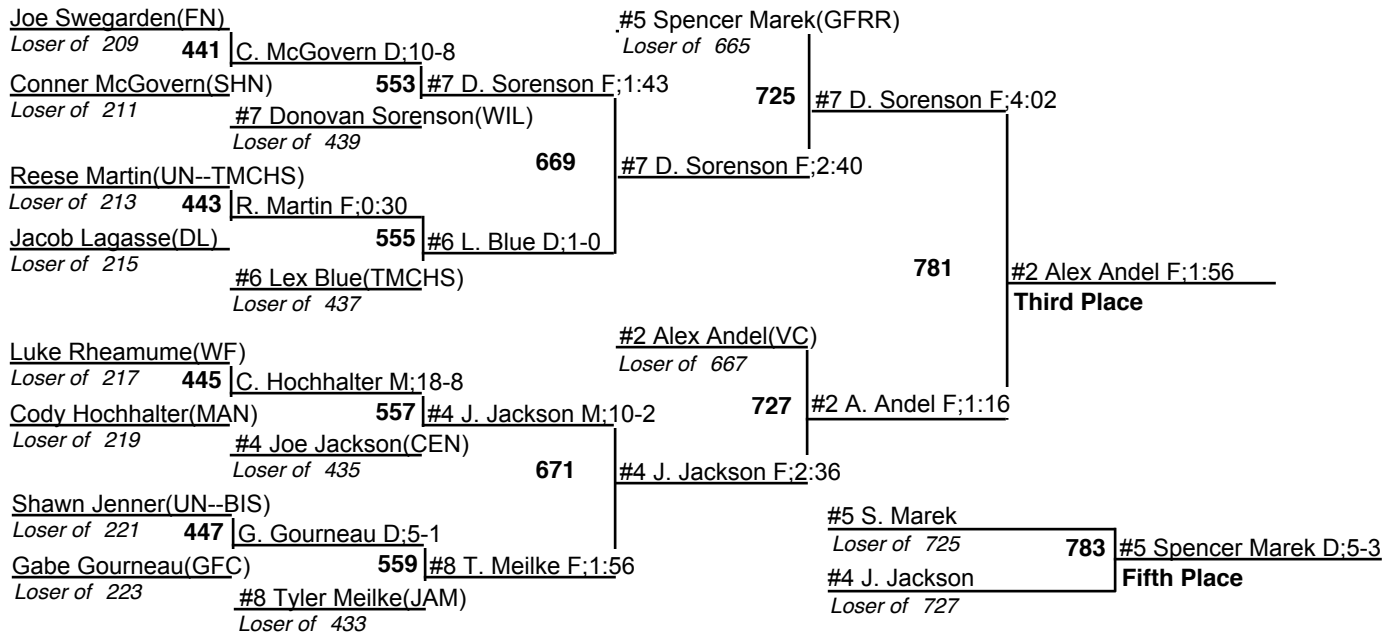 Joe Swegarden(FN)
Loser of 209
441
C. McGovern D;10-8
Conner McGovern(SHN)
Loser of 211
553
#7 D. Sorenson F;1:43
#7 Donovan Sorenson(WIL)
Loser of 439
669
Reese Martin(UN--TMCHS)
Loser of 213
443
R. Martin F;0:30
Jacob Lagasse(DL)
Loser of 215
555
#6 L. Blue D;1-0
#6 Lex Blue(TMCHS)
Loser of 437
#5 Spencer Marek(GFRR)
Loser of 665
725
#7 D. Sorenson F;4:02
#7 D. Sorenson F;2:40
781
#2 Alex Andel F;1:56
Third Place
Luke Rheamume(WF)
Loser of 217
445
C. Hochhalter M;18-8
Cody Hochhalter(MAN)
Loser of 219
557
#4 J. Jackson M;10-2
#4 Joe Jackson(CEN)
Loser of 435
671
Shawn Jenner(UN--BIS)
Loser of 221
447
G. Gourneau D;5-1
Gabe Gourneau(GFC)
Loser of 223
559
#8 T. Meilke F;1:56
#8 Tyler Meilke(JAM)
Loser of 433
#2 Alex Andel(VC)
Loser of 667
727
#2 A. Andel F;1:16
#4 J. Jackson F;2:36
#5 S. Marek
Loser of 725
783
#5 Spencer Marek D;5-3
#4 J. Jackson
Fifth Place
Loser of 727